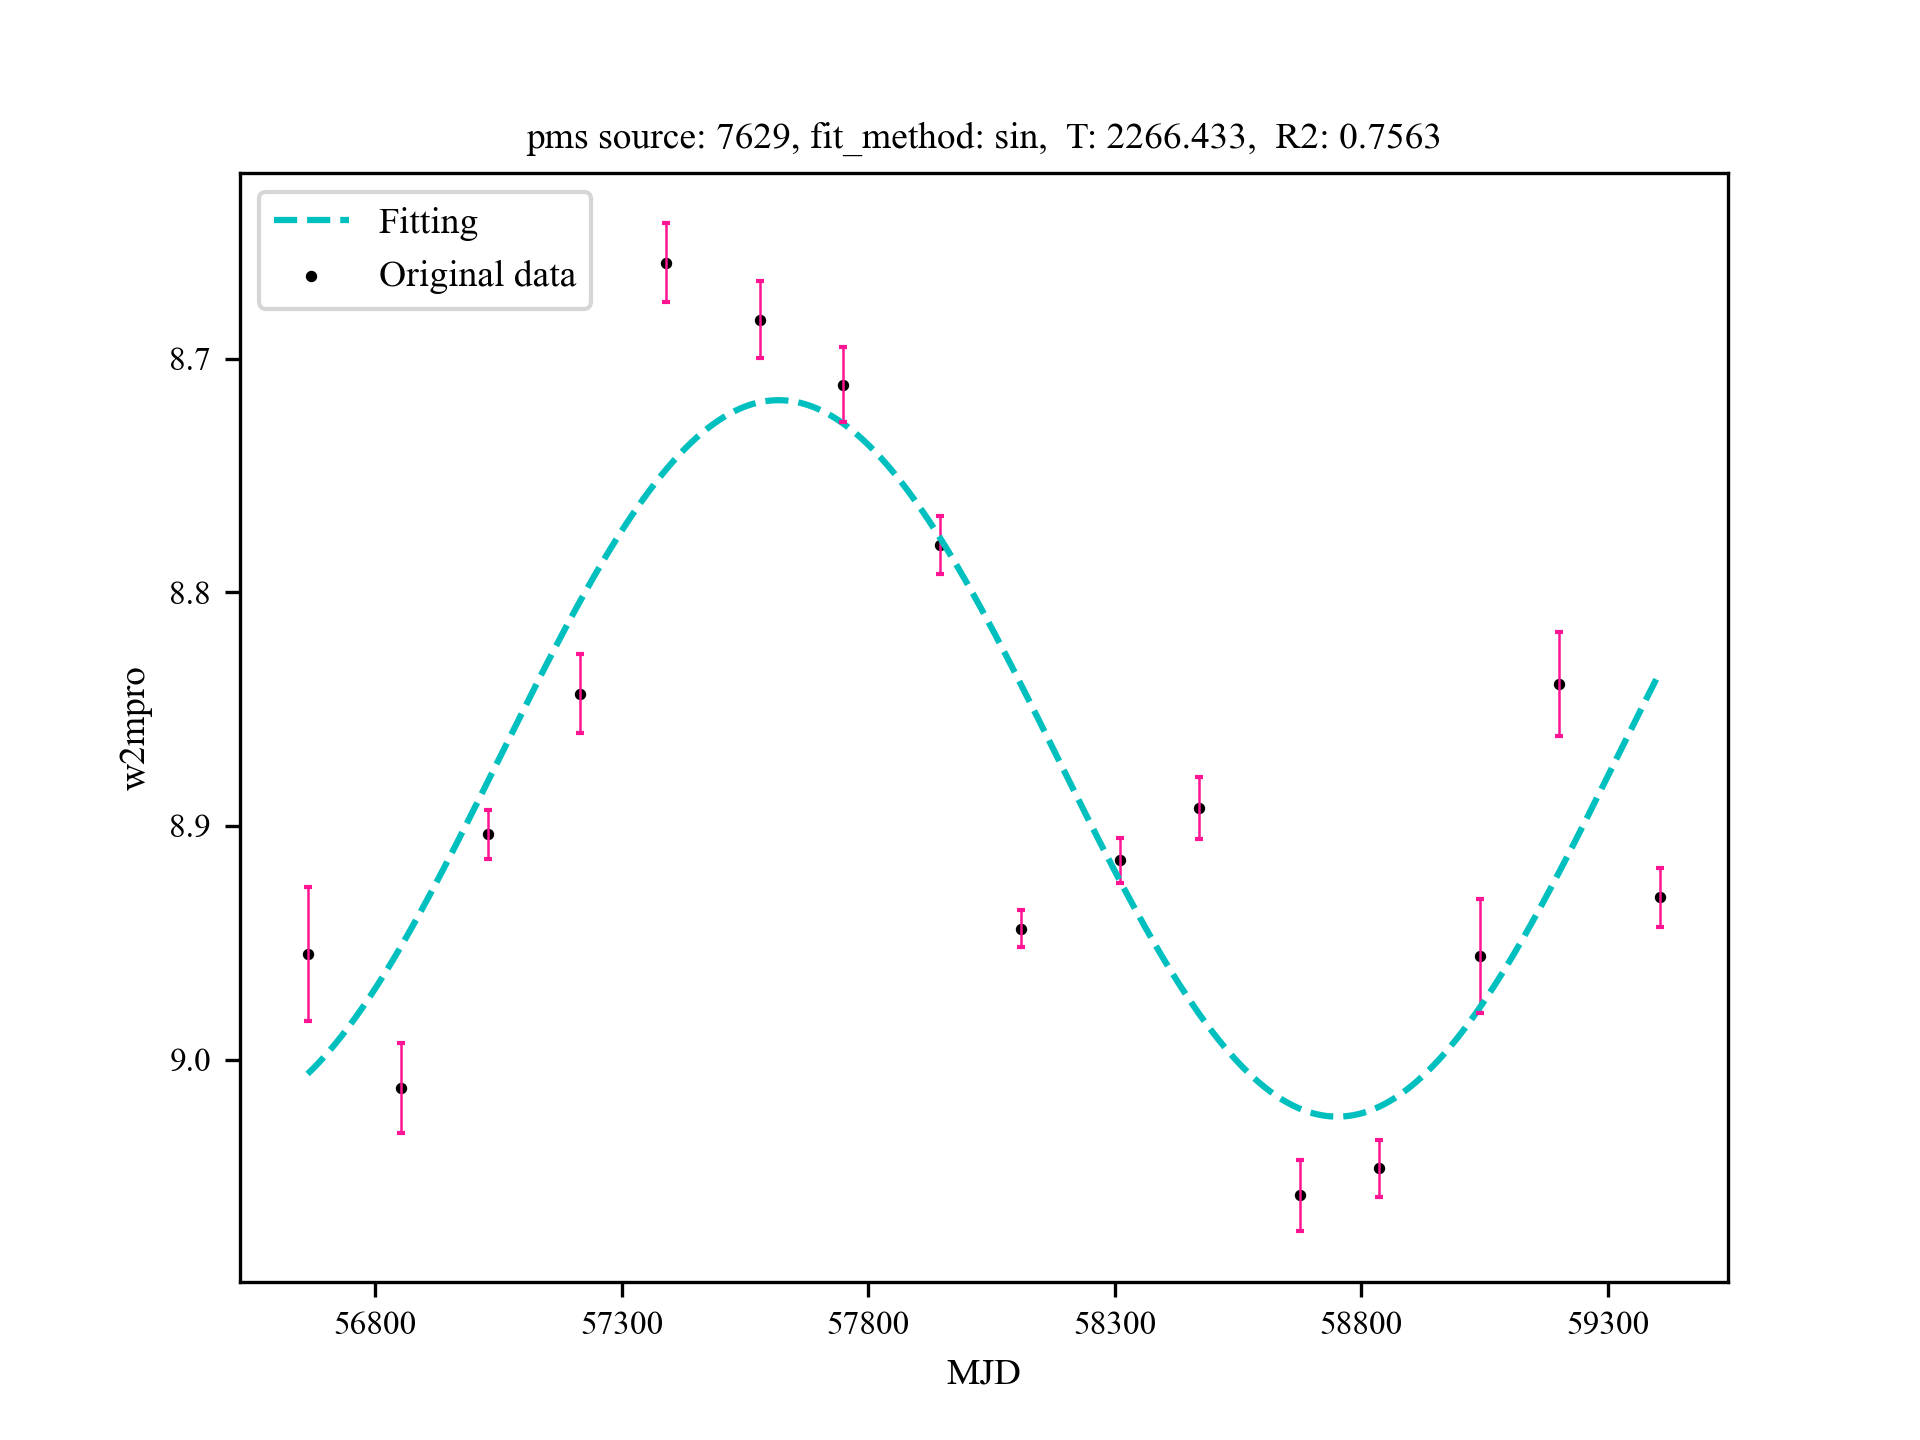 pms source: 7629, fit_method: sin,  T: 2266.433,  R2: 0.7563
Fitting
Original data
8.7
8.8
8.9
9.0
w2mpro
56800
57300
57800
58300
58800
59300
MJD